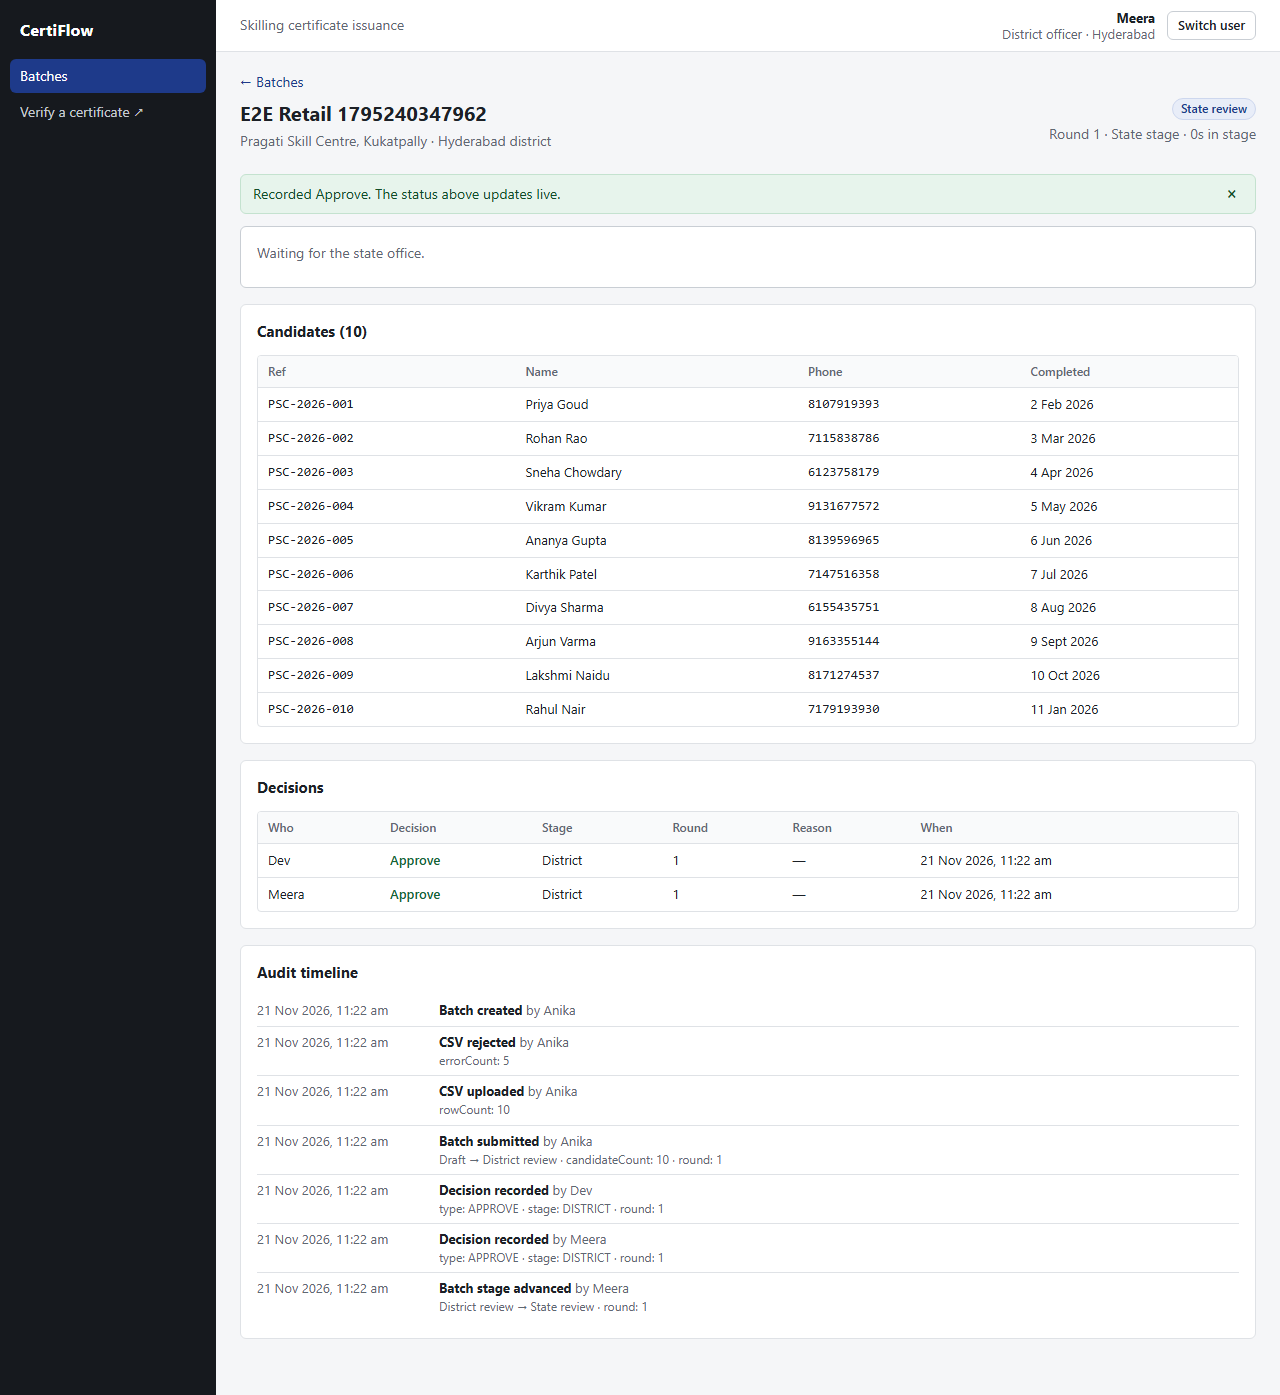 CertiFlow
Batches
Verify a certificate ↗
Skilling certificate issuance
Meera
District officer · Hyderabad
Switch user
← Batches
E2E Retail 1795240347962
Pragati Skill Centre, Kukatpally · Hyderabad district
State review
Round 1 · State stage · 0s in stage
Recorded Approve. The status above updates live.
×
Waiting for the state office.
Candidates (10)
Ref Name Phone Completed
PSC-2026-001 Priya Goud 8107919393 2 Feb 2026
PSC-2026-002 Rohan Rao 7115838786 3 Mar 2026
PSC-2026-003 Sneha Chowdary 6123758179 4 Apr 2026
PSC-2026-004 Vikram Kumar 9131677572 5 May 2026
PSC-2026-005 Ananya Gupta 8139596965 6 Jun 2026
PSC-2026-006 Karthik Patel 7147516358 7 Jul 2026
PSC-2026-007 Divya Sharma 6155435751 8 Aug 2026
PSC-2026-008 Arjun Varma 9163355144 9 Sept 2026
PSC-2026-009 Lakshmi Naidu 8171274537 10 Oct 2026
PSC-2026-010 Rahul Nair 7179193930 11 Jan 2026
Decisions
Who Decision Stage Round Reason When
Dev Approve District 1 — 21 Nov 2026, 11:22 am
Meera Approve District 1 — 21 Nov 2026, 11:22 am
Audit timeline
21 Nov 2026, 11:22 am Batch created by Anika
21 Nov 2026, 11:22 am CSV rejected by Anika
errorCount: 5
21 Nov 2026, 11:22 am CSV uploaded by Anika
rowCount: 10
21 Nov 2026, 11:22 am Batch submitted by Anika
Draft → District review · candidateCount: 10 · round: 1
21 Nov 2026, 11:22 am Decision recorded by Dev
type: APPROVE · stage: DISTRICT · round: 1
21 Nov 2026, 11:22 am Decision recorded by Meera
type: APPROVE · stage: DISTRICT · round: 1
21 Nov 2026, 11:22 am Batch stage advanced by Meera
District review → State review · round: 1